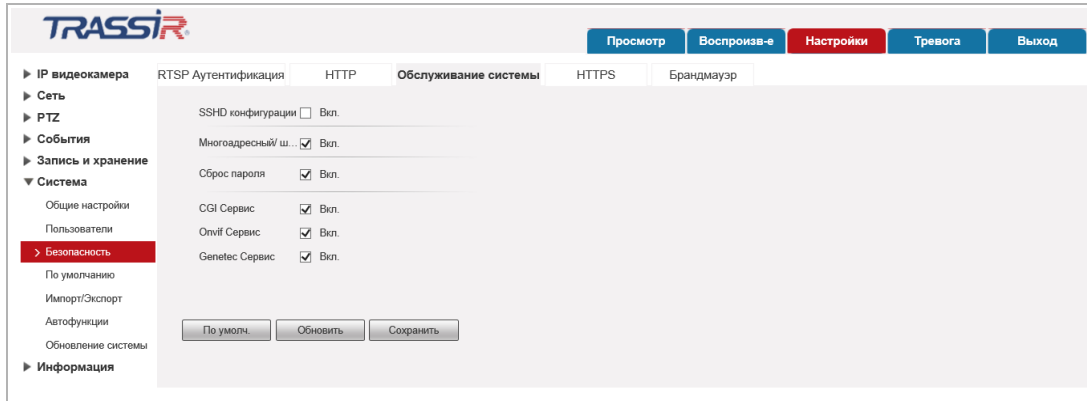 TRASSIR
Просмотр Воспроизв-е Настройки Тревога Выход
IP видеокамера
Сеть
PTZ
События
Запись и хранение
Система
Общие настройки
Пользователи
Безопасность
По умолчанию
Импорт/Экспорт
Автофункции
Обновление системы
Информация
RTSP Аутентификация HTTP Обслуживание системы HTTPS Брандмауэр
SSHD конфигурации Вкл.
Многоадресный/ ш... Вкл.
Сброс пароля Вкл.
CGI Сервис Вкл.
Onvif Сервис Вкл.
Genetec Сервис Вкл.
По умолч. Обновить Сохранить